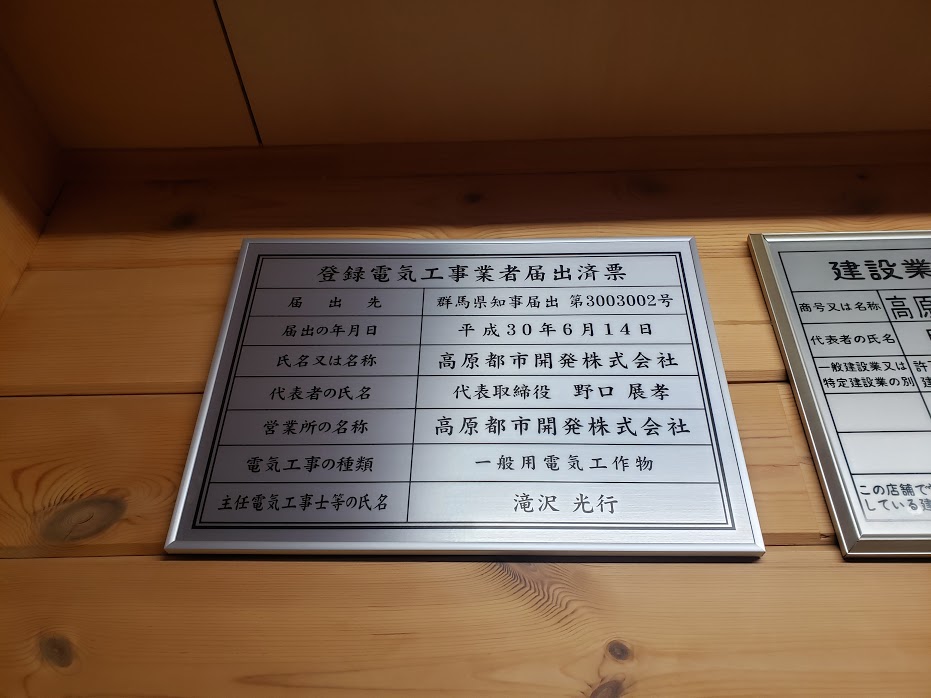 登録電気工事業者届出済票
届出先 群馬県知事届出 第3003002号
届出の年月日 平成30年6月14日
氏名又は名称 高原都市開発株式会社
代表者の氏名 代表取締役 野口 展孝
営業所の名称 高原都市開発株式会社
電気工事の種類 一般用電気工作物
主任電気工事士等の氏名 滝沢 光行
建設業
商号又は名称 高原
代表者の氏名
一般建設業又は
特定建設業の別
この店舗で
している建